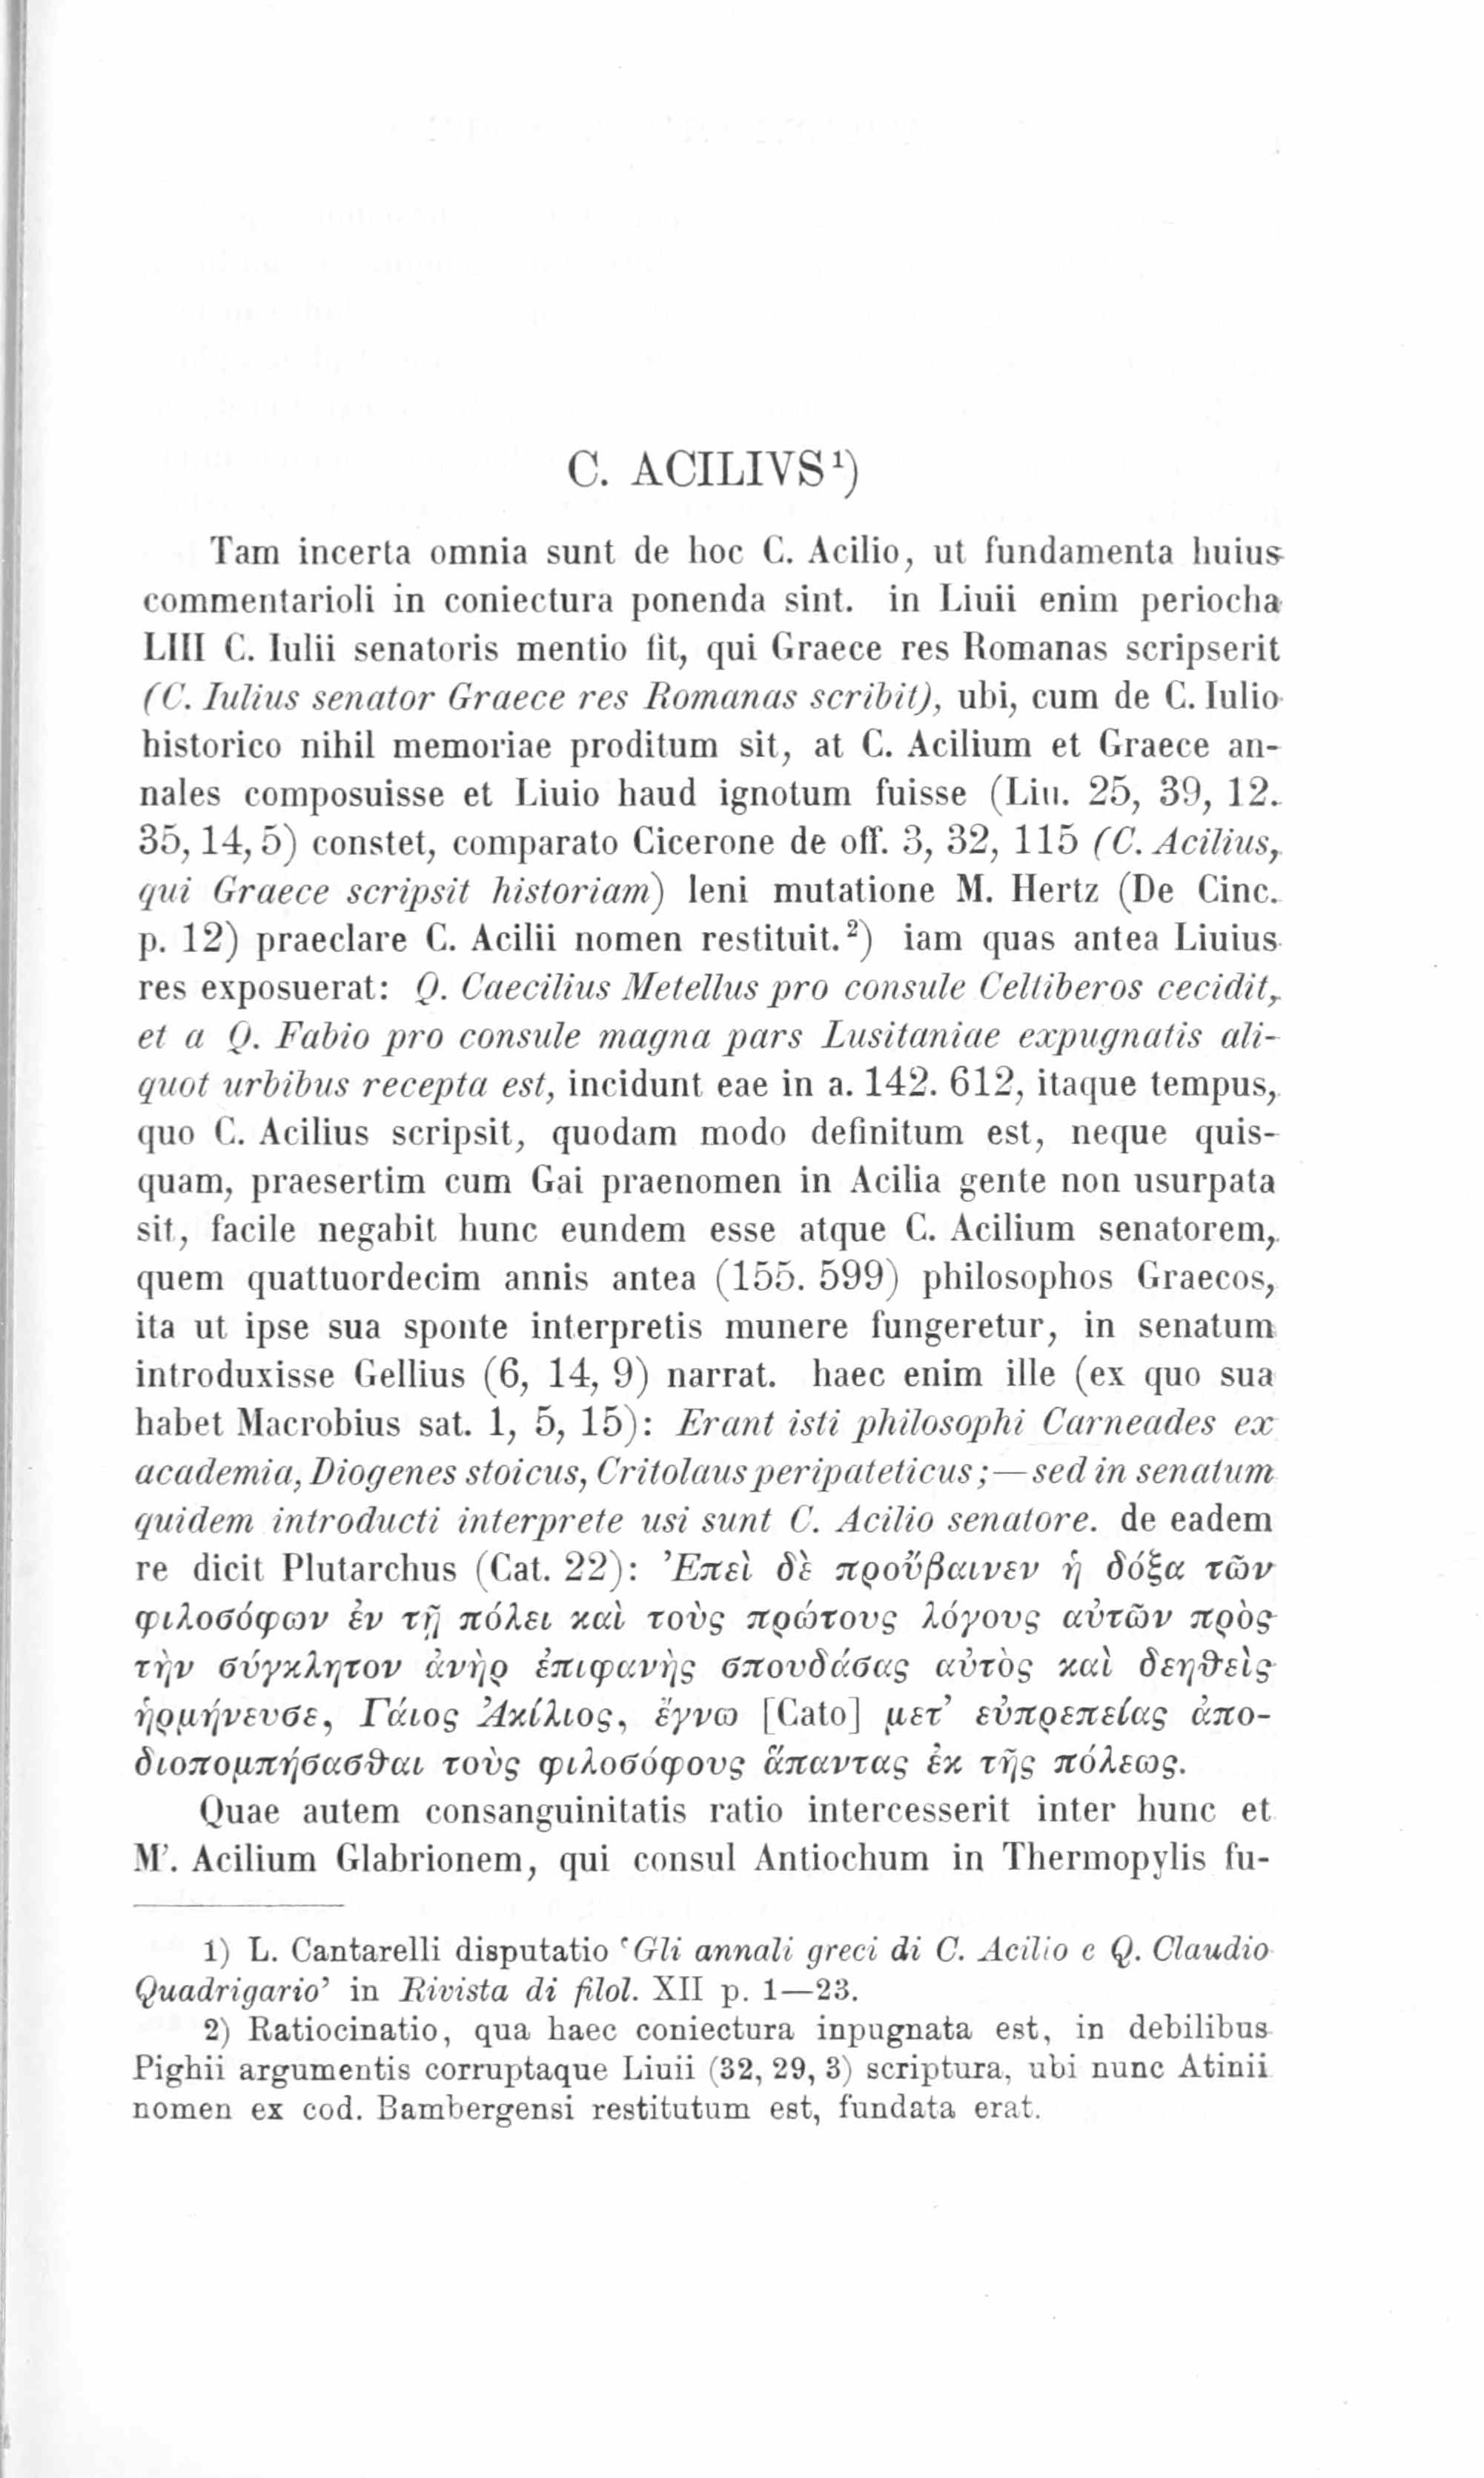 C. ACILIVS¹)
Tam incerta omnia sunt de hoc C. Acilio, ut fundamenta huius
commentarioli in coniectura ponenda sint. in Liuii enim periocha
LIII C. Iulii senatoris mentio fit, qui Graece res Romanas scripserit
(C. Iulius senator Graece res Romanas scribit), ubi, cum de C. Iulio
historico nihil memoriae proditum sit, at C. Acilium et Graece an-
nales composuisse et Liuio haud ignotum fuisse (Liu. 25, 39, 12.
35, 14, 5) constet, comparato Cicerone de off. 3, 32, 115 (C. Acilius,
qui Graece scripsit historiam) leni mutatione M. Hertz (De Cinc.
p. 12) praeclare C. Acilii nomen restituit.²) iam quas antea Liuius
res exposuerat: Q. Caecilius Metellus pro consule Celtiberos cecidit,
et a Q. Fabio pro consule magna pars Lusitaniae expugnatis ali-
quot urbibus recepta est, incidunt eae in a. 142. 612, itaque tempus,
quo C. Acilius scripsit, quodam modo definitum est, neque quis-
quam, praesertim cum Gai praenomen in Acilia gente non usurpata
sit, facile negabit hunc eundem esse atque C. Acilium senatorem,
quem quattuordecim annis antea (155. 599) philosophos Graecos,
ita ut ipse sua sponte interpretis munere fungeretur, in senatum
introduxisse Gellius (6, 14, 9) narrat. haec enim ille (ex quo sua
habet Macrobius sat. 1, 5, 15): Erant isti philosophi Carneades ex
academia, Diogenes stoicus, Critolaus peripateticus;—sed in senatum
quidem introducti interprete usi sunt C. Acilio senatore. de eadem
re dicit Plutarchus (Cat. 22): Ἐπεὶ δὲ προὔβαινεν ἡ δόξα τῶν
φιλοσόφων ἐν τῇ πόλει καὶ τοὺς πρώτους λόγους αὐτῶν πρὸς
τὴν σύγκλητον ἀνὴρ ἐπιφανὴς σπουδάσας αὐτὸς καὶ δεηθεὶς
ἡρμήνευσε, Γάιος Ἀκίλιος, ἔγνω [Cato] μετ᾽ εὐπρεπείας ἀπο-
διοπομπήσασθαι τοὺς φιλοσόφους ἅπαντας ἐκ τῆς πόλεως.
Quae autem consanguinitatis ratio intercesserit inter hunc et
M'. Acilium Glabrionem, qui consul Antiochum in Thermopylis fu-
1) L. Cantarelli disputatio ‘Gli annali greci di C. Acilio e Q. Claudio
Quadrigario’ in Rivista di filol. XII p. 1—23.
2) Ratiocinatio, qua haec coniectura inpugnata est, in debilibus
Pighii argumentis corruptaque Liuii (32, 29, 3) scriptura, ubi nunc Atinii
nomen ex cod. Bambergensi restitutum est, fundata erat.